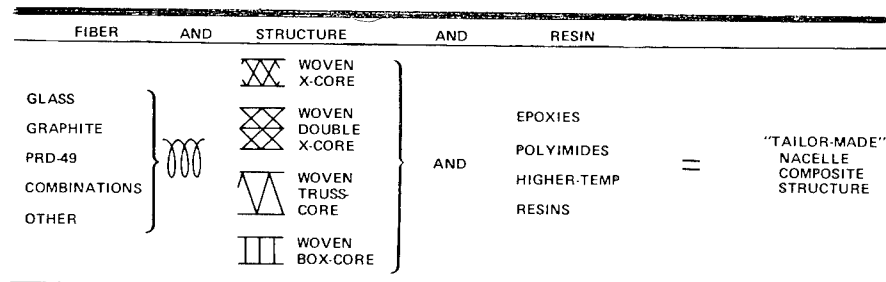 FIBER AND STRUCTURE AND RESIN
GLASS
GRAPHITE
PRD-49
COMBINATIONS
OTHER
WOVEN
X-CORE
WOVEN
DOUBLE
X-CORE
WOVEN
TRUSS-
CORE
WOVEN
BOX-CORE
AND
EPOXIES
POLYIMIDES
HIGHER-TEMP
RESINS
=
"TAILOR-MADE"
NACELLE
COMPOSITE
STRUCTURE